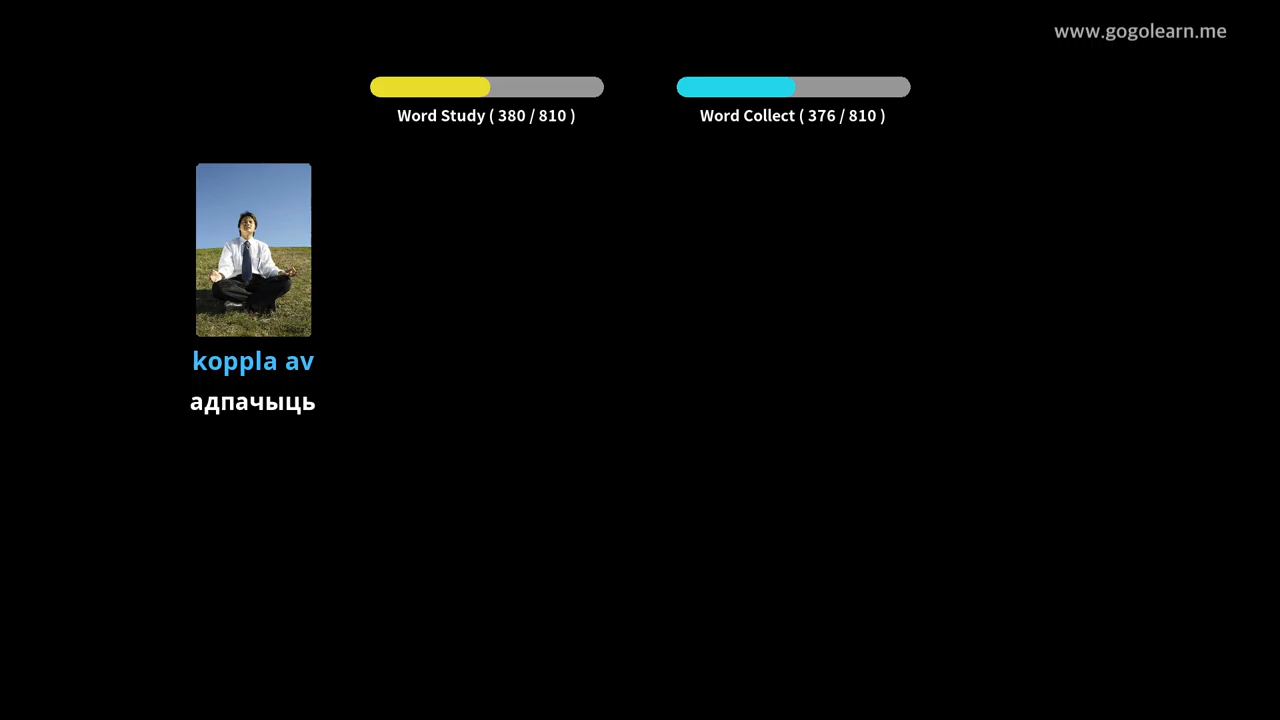 www.gogolearn.me
Word Study ( 380 / 810 )
Word Collect ( 376 / 810 )
koppla av
адпачыць